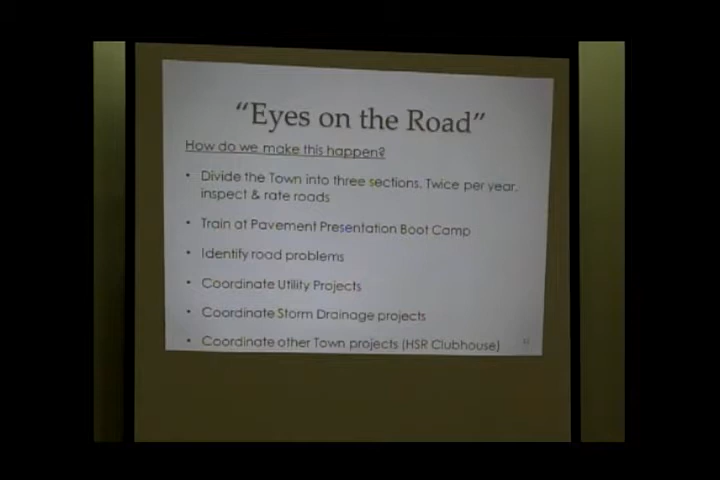 “Eyes on the Road”
How do we make this happen?
• Divide the Town into three sections. Twice per year,
inspect & rate roads
• Train at Pavement Presentation Boot Camp
• Identify road problems
• Coordinate Utility Projects
• Coordinate Storm Drainage projects
• Coordinate other Town projects (HSR Clubhouse)